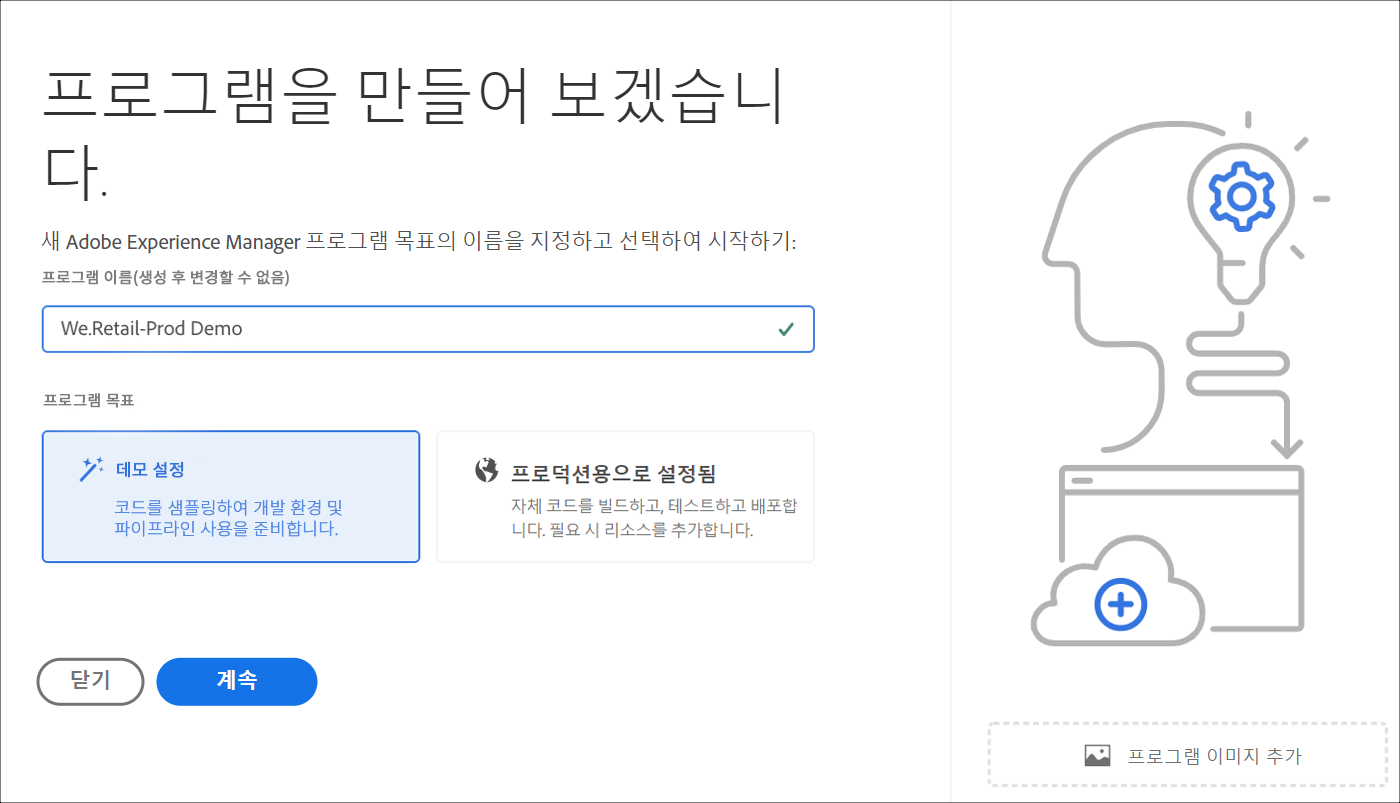 프로그램을 만들어 보겠습니
다.
새 Adobe Experience Manager 프로그램 목표의 이름을 지정하고 선택하여 시작하기:
프로그램 이름(생성 후 변경할 수 없음)
We.Retail-Prod Demo
프로그램 목표
데모 설정
코드를 샘플링하여 개발 환경 및
파이프라인 사용을 준비합니다.
프로덕션용으로 설정됨
자체 코드를 빌드하고, 테스트하고 배포합
니다. 필요 시 리소스를 추가합니다.
닫기
계속
프로그램 이미지 추가